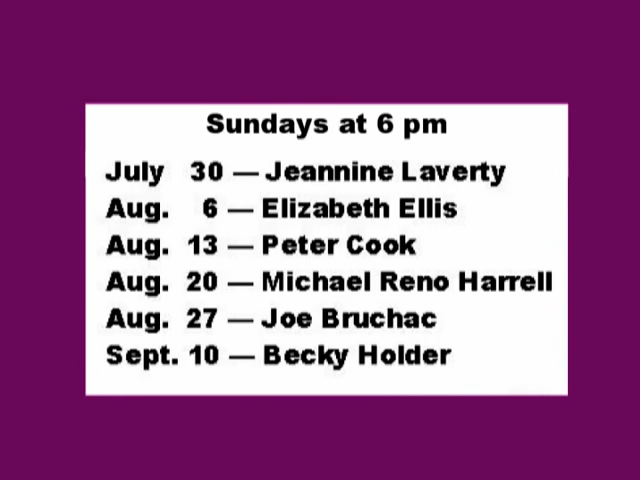 Sundays at 6 pm
July 30 — Jeannine Laverty
Aug. 6 — Elizabeth Ellis
Aug. 13 — Peter Cook
Aug. 20 — Michael Reno Harrell
Aug. 27 — Joe Bruchac
Sept. 10 — Becky Holder